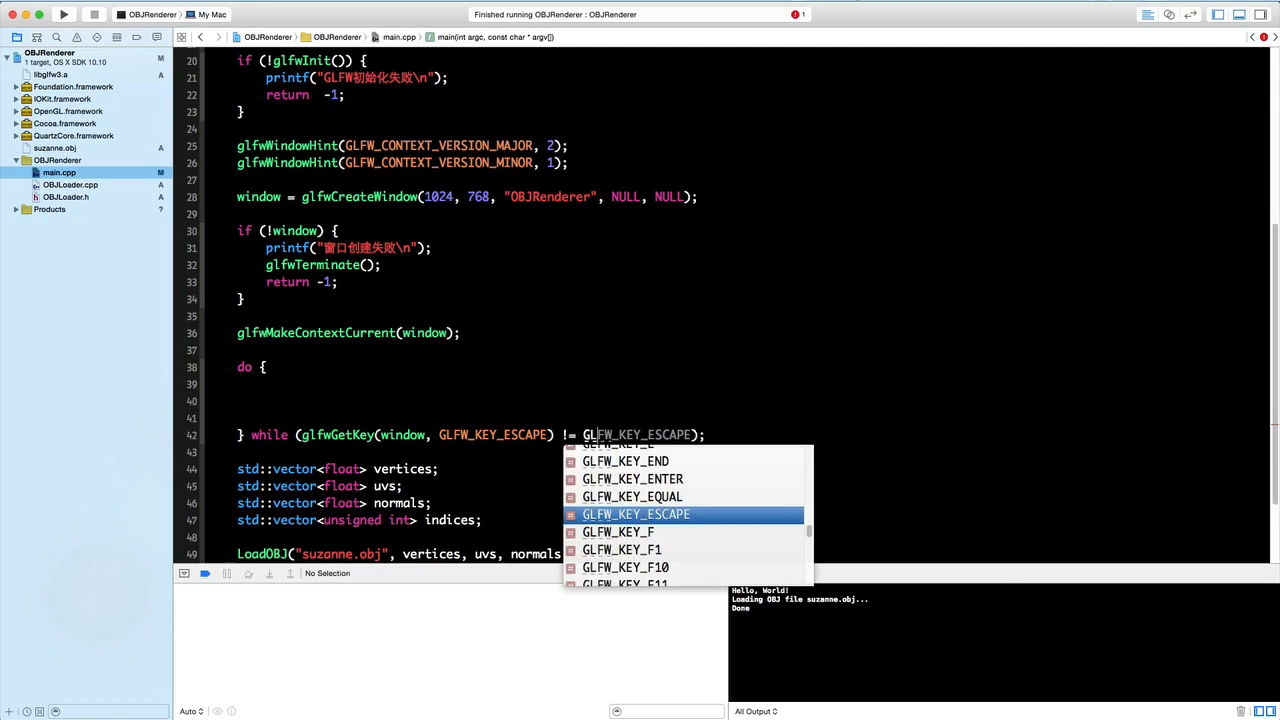 OBJRenderer 〉 My Mac
Finished running OBJRenderer : OBJRenderer
1
OBJRenderer
1 target, OS X SDK 10.10
M
libglfw3.a A
Foundation.framework
IOKit.framework
OpenGL.framework
Cocoa.framework
QuartzCore.framework
suzanne.obj A
OBJRenderer
main.cpp M
OBJLoader.cpp A
OBJLoader.h A
Products ?
OBJRenderer 〉 OBJRenderer 〉 main.cpp 〉 main(int argc, const char * argv[])
20 if (!glfwInit()) {
21 printf("GLFW初始化失败\n");
22 return -1;
23 }
24
25 glfwWindowHint(GLFW_CONTEXT_VERSION_MAJOR, 2);
26 glfwWindowHint(GLFW_CONTEXT_VERSION_MINOR, 1);
27
28 window = glfwCreateWindow(1024, 768, "OBJRenderer", NULL, NULL);
29
30 if (!window) {
31 printf("窗口创建失败\n");
32 glfwTerminate();
33 return -1;
34 }
35
36 glfwMakeContextCurrent(window);
37
38 do {
39
40
41
42 } while (glfwGetKey(window, GLFW_KEY_ESCAPE) != GLFW_KEY_ESCAPE);
43
44 std::vector<float> vertices;
45 std::vector<float> uvs;
46 std::vector<float> normals;
47 std::vector<unsigned int> indices;
48
49 LoadOBJ("suzanne.obj", vertices, uvs, normals
GLFW_KEY_E
GLFW_KEY_END
GLFW_KEY_ENTER
GLFW_KEY_EQUAL
GLFW_KEY_ESCAPE
GLFW_KEY_F
GLFW_KEY_F1
GLFW_KEY_F10
GLFW_KEY_F11
No Selection
Hello, World!
Loading OBJ file suzanne.obj...
Done
Auto
All Output